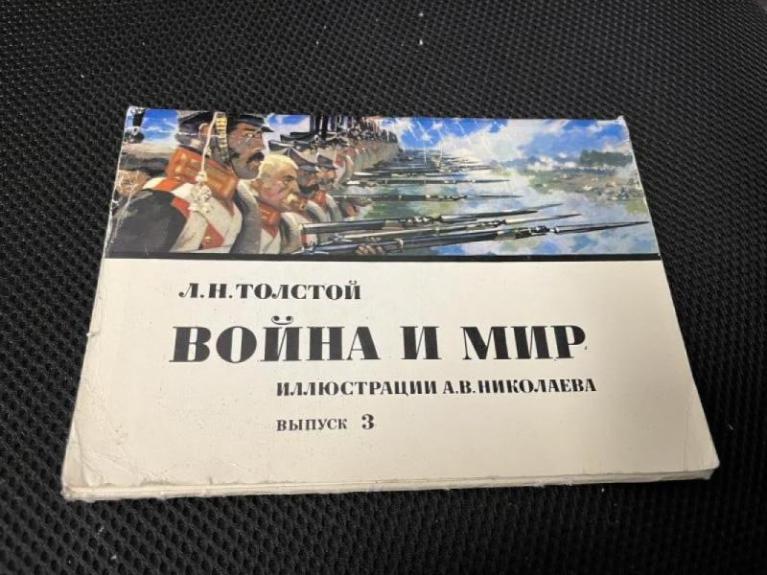 Л.Н.ТОЛСТОЙ
ВОЙНА И МИР
ИЛЛЮСТРАЦИИ А.В.НИКОЛАЕВА
ВЫПУСК 3